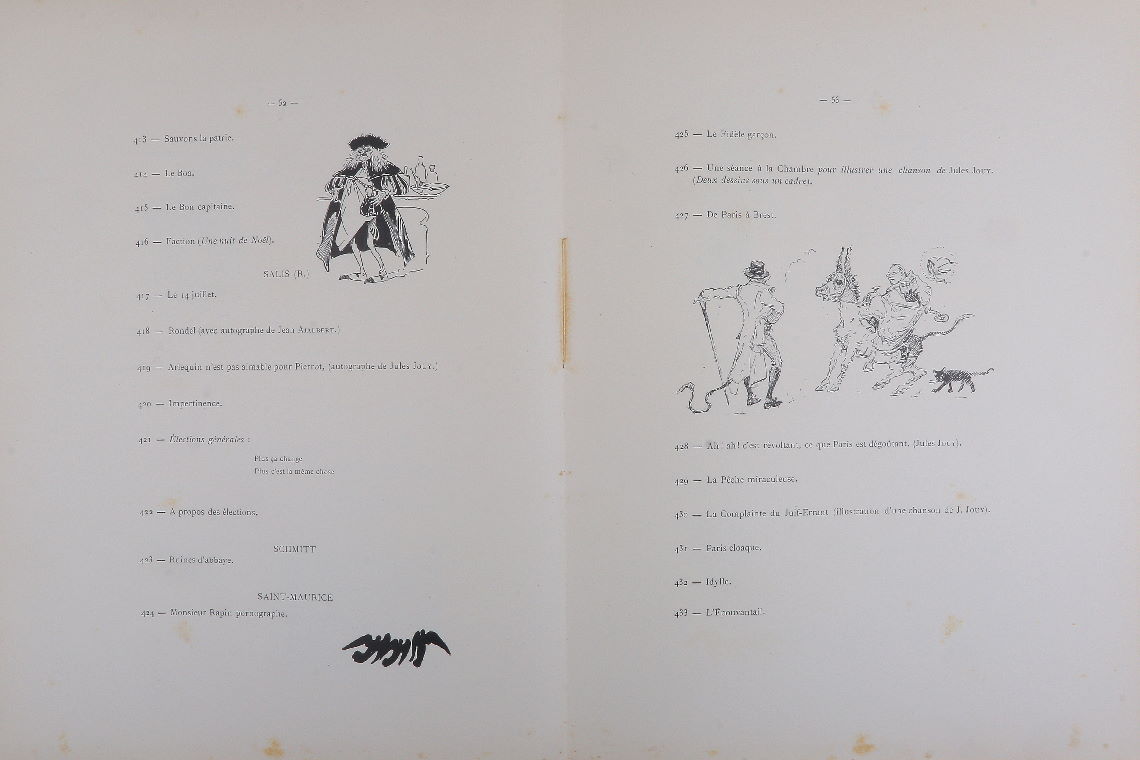 — 52 —
413 — Sauvons la patrie.
414 — Le Boa.
415 — Le Bon capitaine.
416 — Faction (Une nuit de Noël).
SALIS (R.)
417 — Le 14 juillet.
418 — Rondel (avec autographe de Jean AJALBERT.)
419 — Arlequin n'est pas aimable pour Pierrot, (autographe de Jules JOUY.)
420 — Impertinence.
421 — Élections générales :
Plus ça change
Plus c'est la même chose
422 — A propos des élections.
SCHMITT
423 — Ruines d'abbaye.
SAINT-MAURICE
424 — Monsieur Rapin pornographe.
— 53 —
425 — Le Fidèle garçon.
426 — Une séance à la Chambre pour illustrer une chanson de JULES JOUY.
(Deux dessins sous un cadre).
427 — De Paris à Brest.
428 — Ah ! ah ! c'est révoltant, ce que Paris est dégoûtant. (Jules JOUY).
429 — La Pêche miraculeuse.
430 — La Complainte du Juif-Errant (illustration d'une chanson de J. JOUY).
431 — Paris cloaque.
432 — Idylle.
433 — L'Épouvantail.